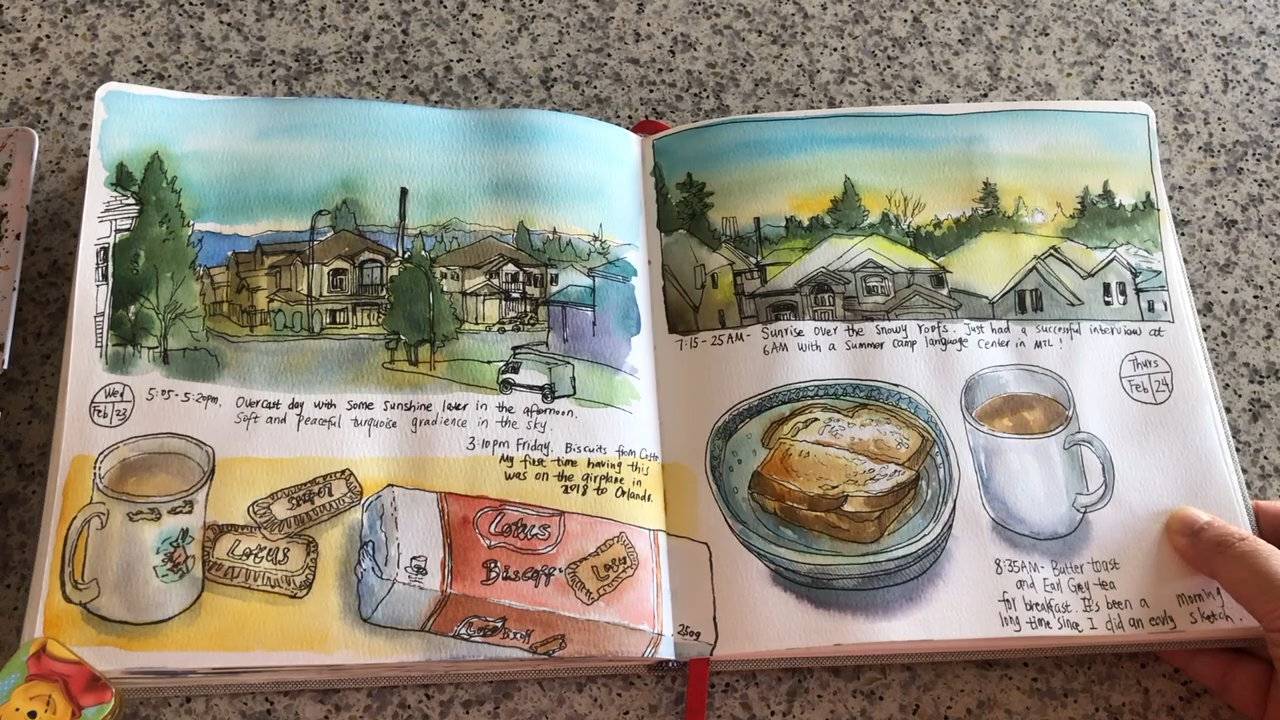 Wed
Feb/23
5:05-5:20pm. Overcast day with some sunshine later in the afternoon.
Soft and peaceful turquoise gradience in the sky.
3:10pm Friday. Biscuits from Costco
My first time having this
was on the airplane in
2018 to Orlando.
Lotus
Lotus
Biscoff
Lotus
Lotus Biscoff
250g
7:15-25AM- Sunrise over the snowy roofs. Just had a successful interview at
6AM with a summer camp language center in MTL!
Thurs
Feb/24
8:35AM- Butter toast
and Earl Grey tea
for breakfast. It's been a morning
long time since I did an early sketch.